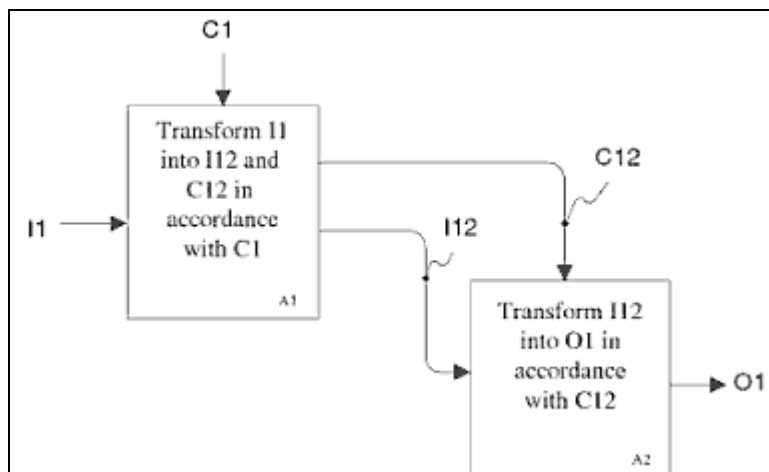 C1
Transform I1
into I12 and
C12 in
accordance
with C1
A1
I1
C12
I12
Transform I12
into O1 in
accordance
with C12
A2
O1